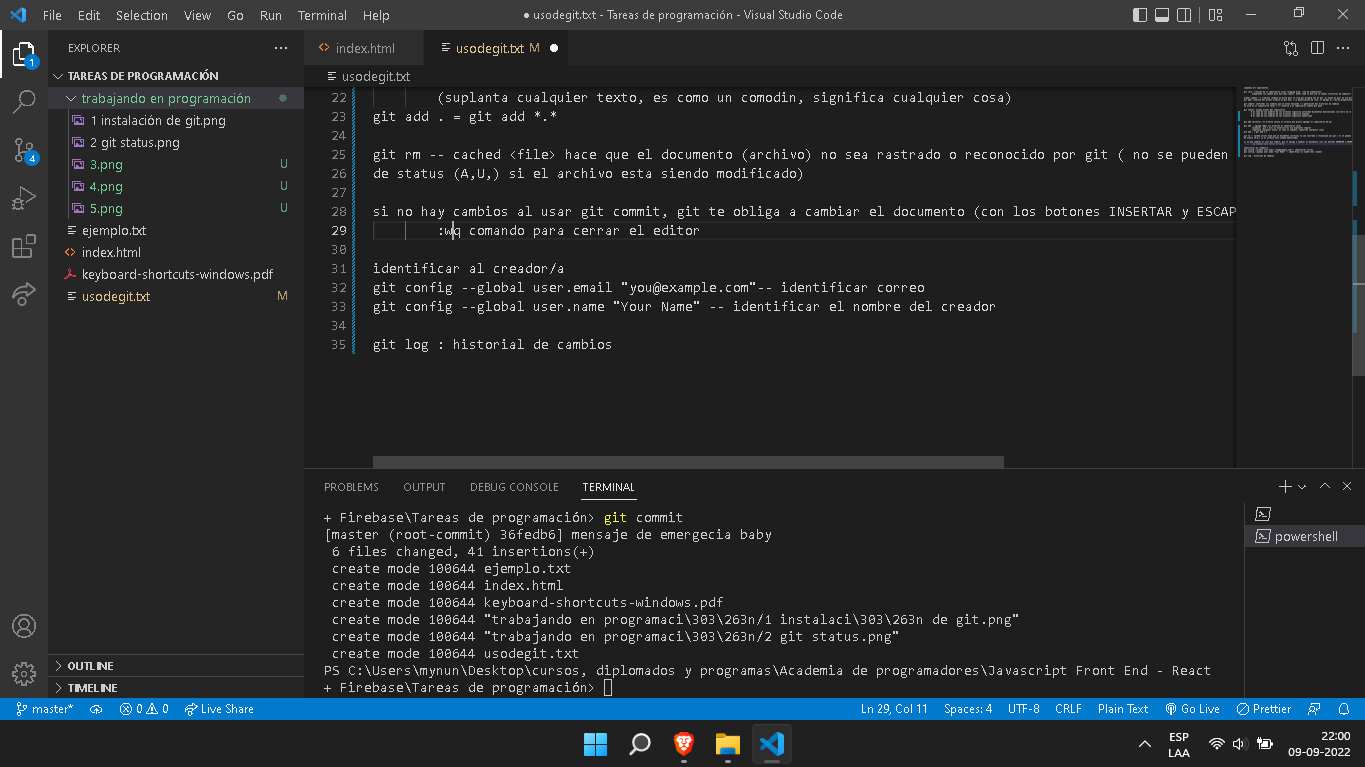 File Edit Selection View Go Run Terminal Help
● usodegit.txt - Tareas de programación - Visual Studio Code
EXPLORER
TAREAS DE PROGRAMACIÓN
trabajando en programación
1 instalación de git.png
2 git status.png
3.png U
4.png U
5.png U
ejemplo.txt
index.html
keyboard-shortcuts-windows.pdf
usodegit.txt M
OUTLINE
TIMELINE
1
4
index.html
usodegit.txt M
usodegit.txt
22 (suplanta cualquier texto, es como un comodin, significa cualquier cosa)
23 git add . = git add *.*
24
25 git rm -- cached <file> hace que el documento (archivo) no sea rastrado o reconocido por git ( no se pueden
26 de status (A,U,) si el archivo esta siendo modificado)
27
28 si no hay cambios al usar git commit, git te obliga a cambiar el documento (con los botones INSERTAR y ESCAP
29 :wq comando para cerrar el editor
30
31 identificar al creador/a
32 git config --global user.email "you@example.com"-- identificar correo
33 git config --global user.name "Your Name" -- identificar el nombre del creador
34
35 git log : historial de cambios
PROBLEMS OUTPUT DEBUG CONSOLE TERMINAL
+ Firebase\Tareas de programación> git commit
[master (root-commit) 36fedb6] mensaje de emergecia baby
6 files changed, 41 insertions(+)
create mode 100644 ejemplo.txt
create mode 100644 index.html
create mode 100644 keyboard-shortcuts-windows.pdf
create mode 100644 "trabajando en programaci\303\263n/1 instalaci\303\263n de git.png"
create mode 100644 "trabajando en programaci\303\263n/2 git status.png"
create mode 100644 usodegit.txt
PS C:\Users\mynun\Desktop\cursos, diplomados y programas\Academia de programadores\Javascript Front End - React
+ Firebase\Tareas de programación>
powershell
master* 0 0 Live Share
Ln 29, Col 11 Spaces: 4 UTF-8 CRLF Plain Text Go Live Prettier
ESP
LAA
22:00
09-09-2022